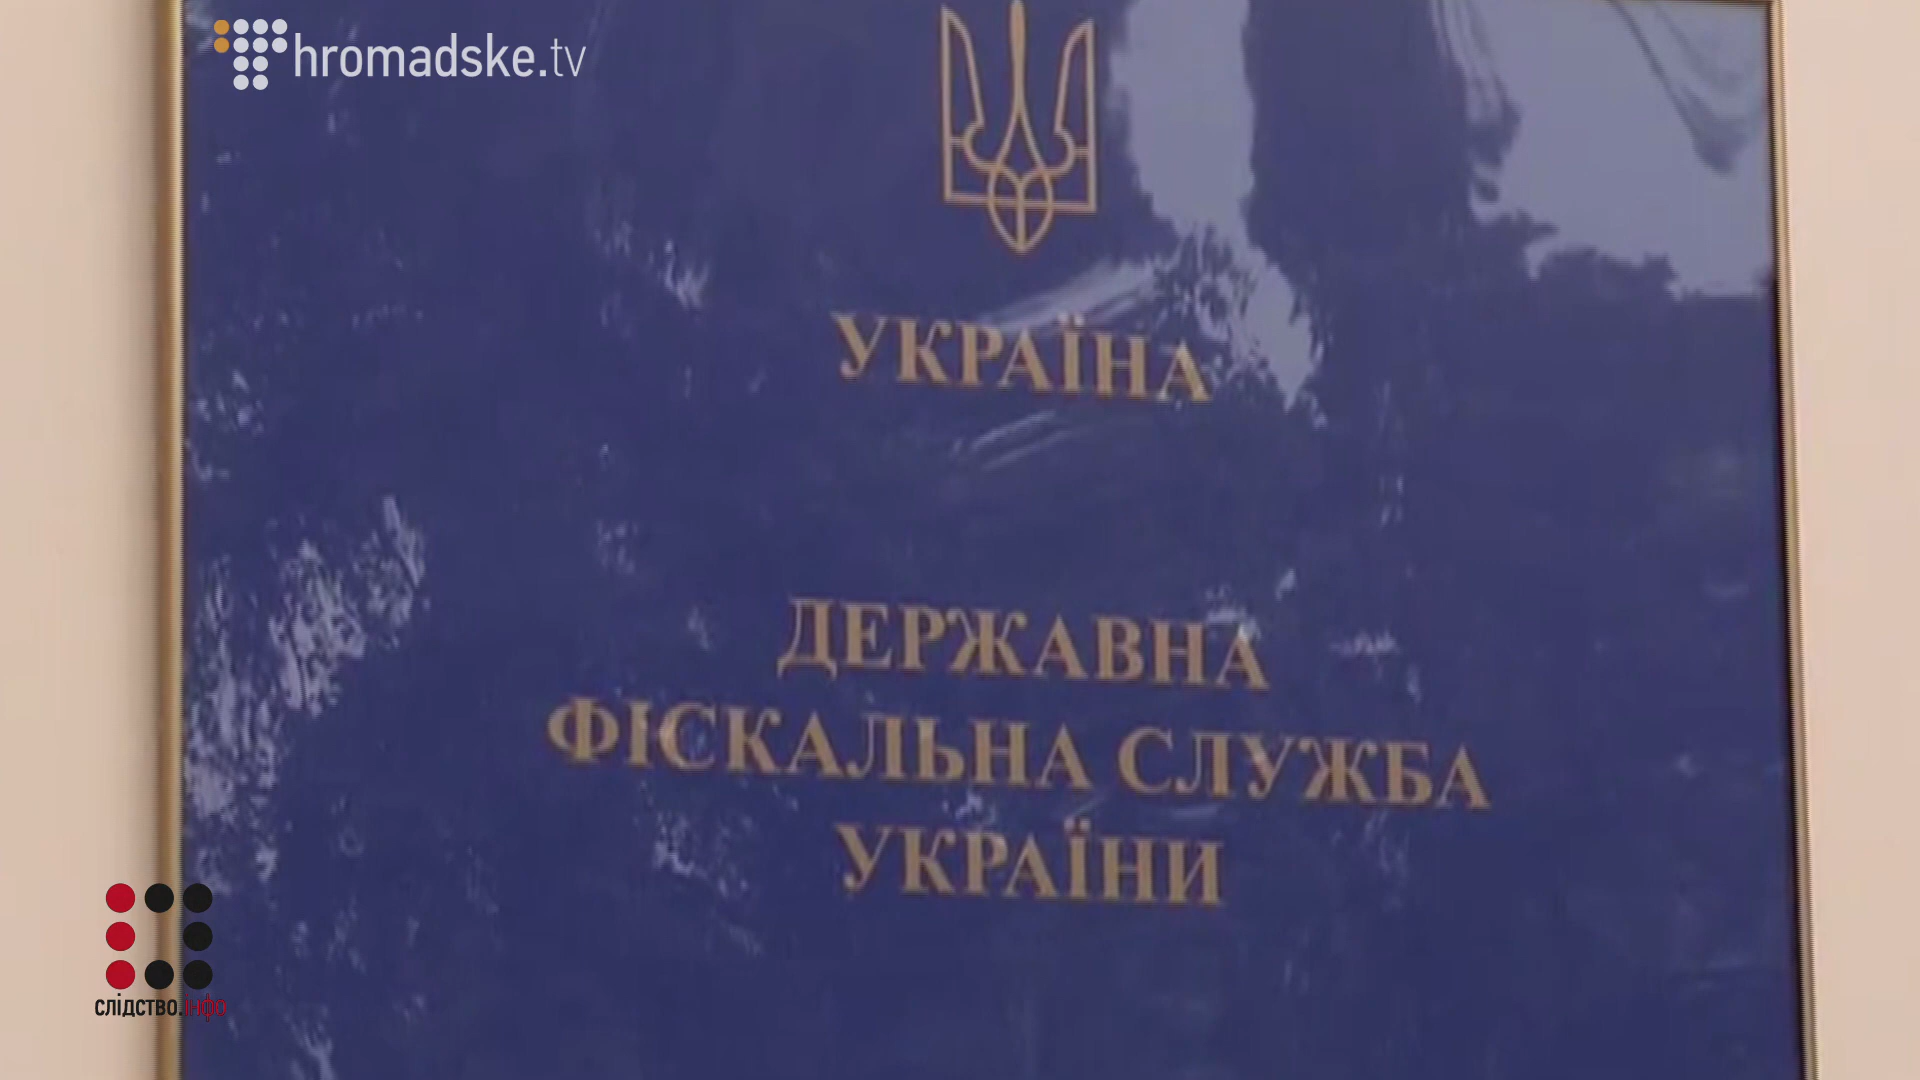 hromadske.tv
УКРАЇНА
ДЕРЖАВНА
ФІСКАЛЬНА СЛУЖБА
УКРАЇНИ
СЛІДСТВО.ІНФО